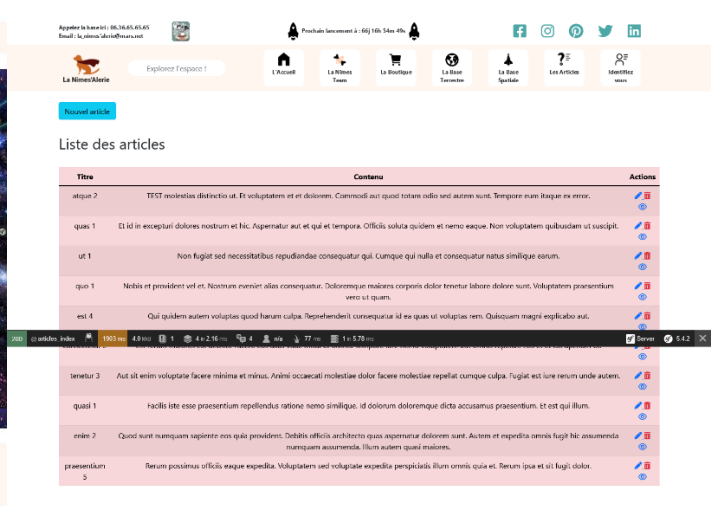 Appelez la base ici : 06.36.65.65.65
Email : la_nimes'alerie@mars.net
Prochain lancement à : 66j 16h 54m 49s
La Nîmes'Alerie
Explorez l'espace !
L'Accueil
La Nîmes Team
La Boutique
La Base Terrestre
La Base Spatiale
Les Articles
Identifiez vous
Nouvel article
Liste des articles
Titre Contenu Actions
atque 2 TEST molestias distinctio ut. Et voluptatem et et dolorem. Commodi aut quod totam odio sed autem sunt. Tempore eum itaque ex error.
quas 1 Et id in excepturi dolores nostrum et hic. Aspernatur aut et qui et tempora. Officiis soluta quidem et nemo eaque. Non voluptatem quibusdam ut suscipit.
ut 1 Non fugiat sed necessitatibus repudiandae consequatur qui. Cumque qui nulla et consequatur natus similique earum.
quo 1 Nobis et provident vel et. Nostrum eveniet alias consequatur. Doloremque maiores corporis dolor tenetur labore dolore sunt. Voluptatem praesentium
vero ut quam.
est 4 Qui quidem autem voluptas quod harum culpa. Reprehenderit consequatur id ea quas ut voluptas rem. Quisquam magni explicabo aut.
200 @ articles_index 1903 ms 4.0 MiB 1 4 in 2.16 ms 4 n/a 77 ms 1 in 5.78 ms Server 5.4.2
tenetur 3 Aut sit enim voluptate facere minima et minus. Animi occaecati molestiae dolor facere molestiae repellat cumque culpa. Fugiat est iure rerum unde autem.
quasi 1 Facilis iste esse praesentium repellendus ratione nemo similique. Id dolorum doloremque dicta accusamus praesentium. Et est qui illum.
enim 2 Quod sunt numquam sapiente eos quia provident. Debitis officiis architecto quas aspernatur dolorem sunt. Autem et expedita omnis fugit hic assumenda
numquam assumenda. Illum autem quasi maiores.
praesentium 5 Rerum possimus officiis eaque expedita. Voluptatem sed voluptate expedita perspiciatis illum omnis quia et. Rerum ipsa et sit fugit dolor.